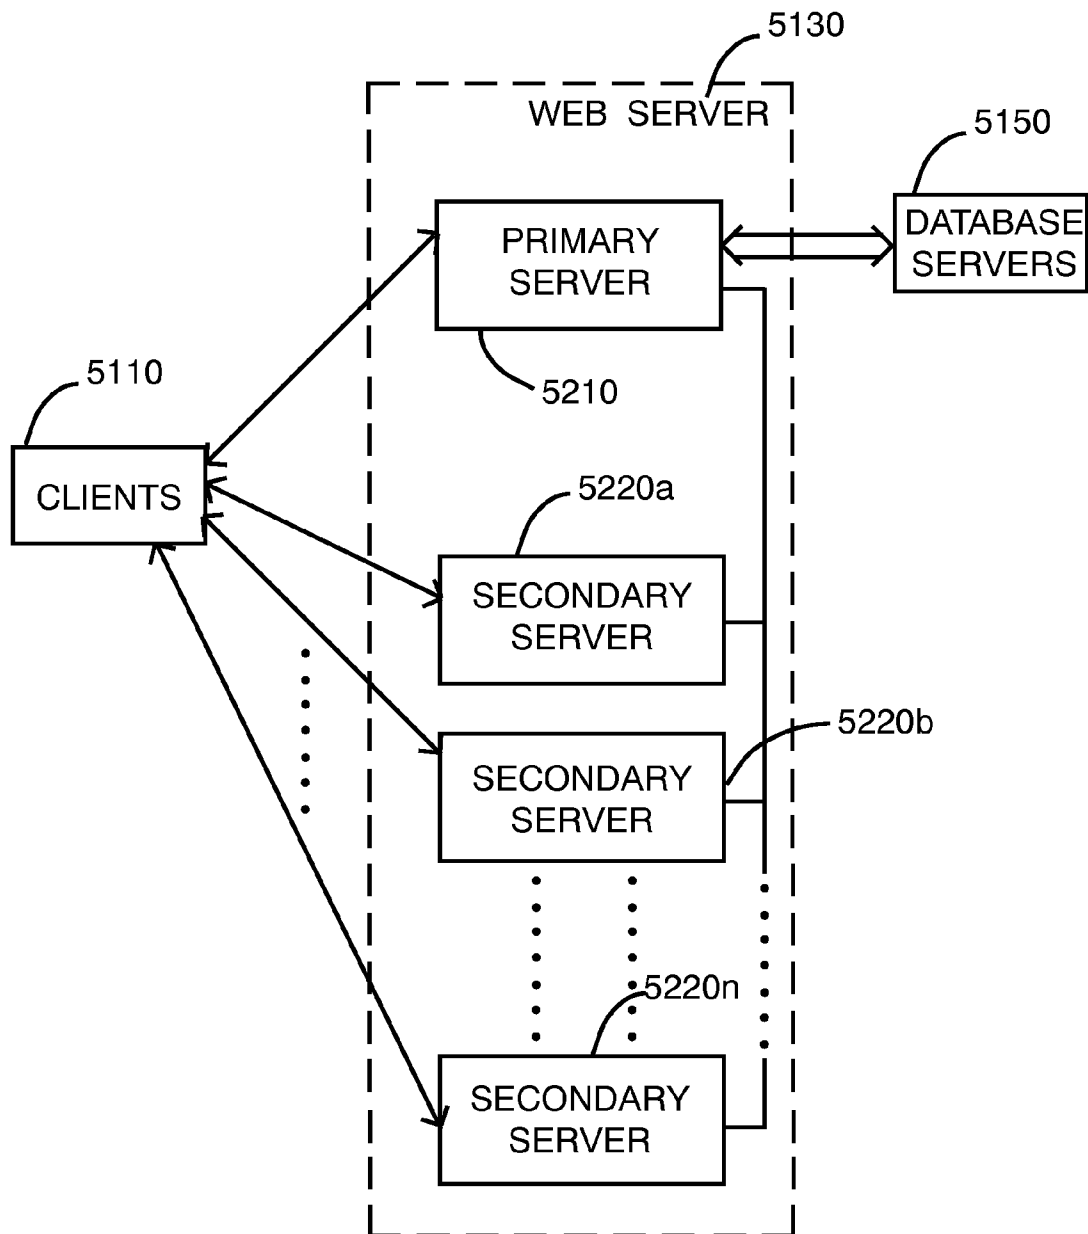 5130
WEB SERVER
5150
PRIMARY
SERVER
DATABASE
SERVERS
5110
5210
CLIENTS
5220a
SECONDARY
SERVER
5220b
SECONDARY
SERVER
5220n
SECONDARY
SERVER